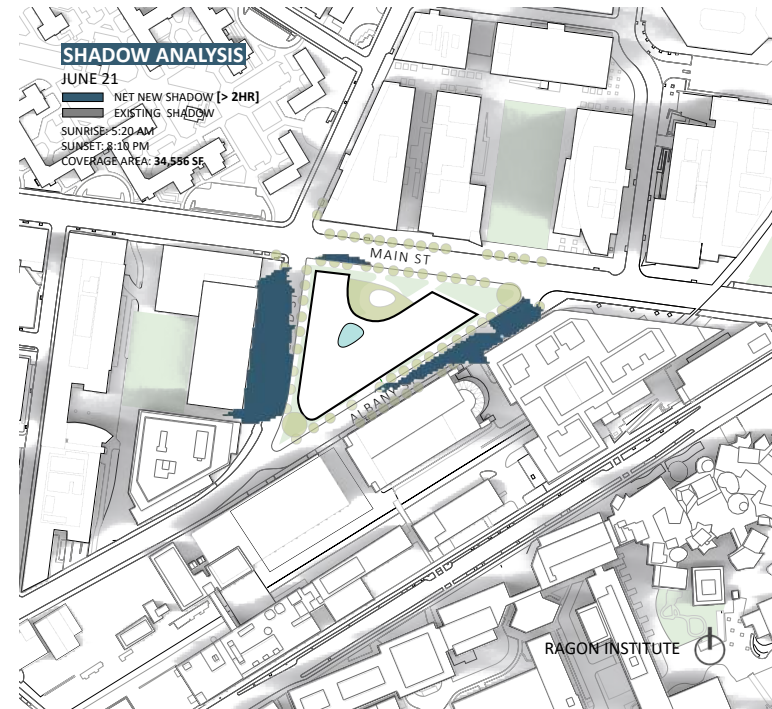 SHADOW ANALYSIS
JUNE 21
NET NEW SHADOW [> 2HR]
EXISTING SHADOW
SUNRISE: 5:20 AM
SUNSET: 8:10 PM
COVERAGE AREA: 34,556 SF
MAIN ST
ALBANY
RAGON INSTITUTE